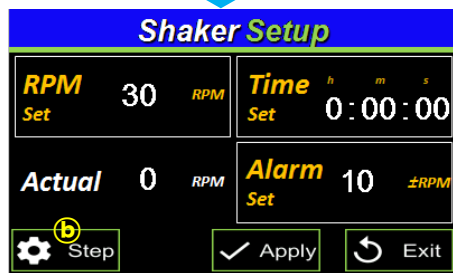 Shaker Setup
RPM Set 30 RPM
Time Set h m s 0:00:00
Actual 0 RPM
Alarm Set 10 ±RPM
ⓑ Step
Apply
Exit